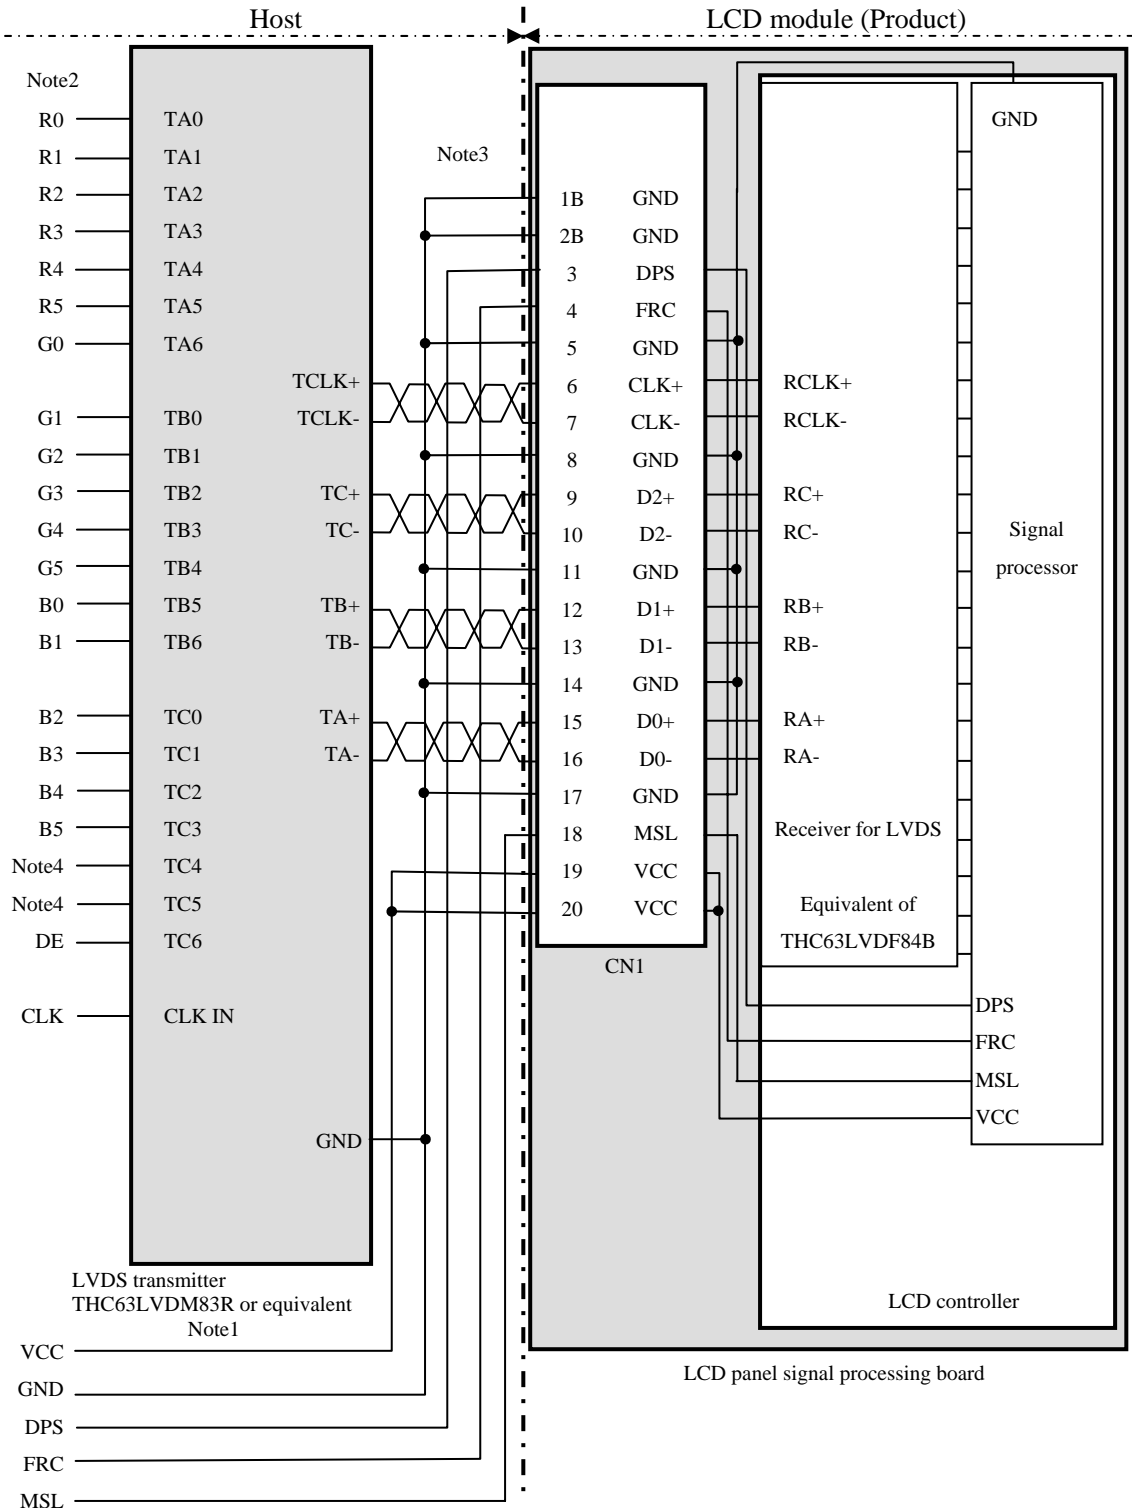 Host
LCD module (Product)
Note2
R0 TA0
R1 TA1
R2 TA2
R3 TA3
R4 TA4
R5 TA5
G0 TA6
TCLK+
G1 TB0 TCLK-
G2 TB1
G3 TB2 TC+
G4 TB3 TC-
G5 TB4
B0 TB5 TB+
B1 TB6 TB-
B2 TC0 TA+
B3 TC1 TA-
B4 TC2
B5 TC3
Note4 TC4
Note4 TC5
DE TC6
CLK CLK IN
GND
LVDS transmitter
THC63LVDM83R or equivalent
Note1
VCC
GND
DPS
FRC
MSL
Note3
1B GND
2B GND
3 DPS
4 FRC
5 GND
6 CLK+
7 CLK-
8 GND
9 D2+
10 D2-
11 GND
12 D1+
13 D1-
14 GND
15 D0+
16 D0-
17 GND
18 MSL
19 VCC
20 VCC
CN1
RCLK+
RCLK-
RC+
RC-
RB+
RB-
RA+
RA-
Receiver for LVDS
Equivalent of
THC63LVDF84B
GND
Signal
processor
DPS
FRC
MSL
VCC
LCD controller
LCD panel signal processing board